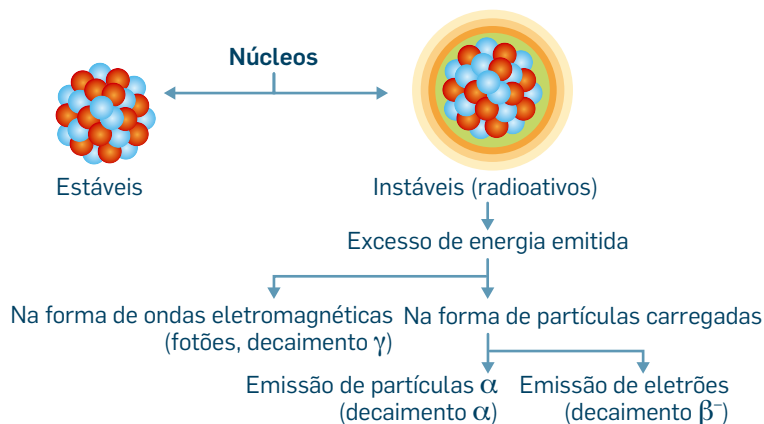 Núcleos
Estáveis
Instáveis (radioativos)
Excesso de energia emitida
Na forma de ondas eletromagnéticas
(fotões, decaimento γ)
Na forma de partículas carregadas
Emissão de partículas α
(decaimento α)
Emissão de eletrões
(decaimento β⁻)